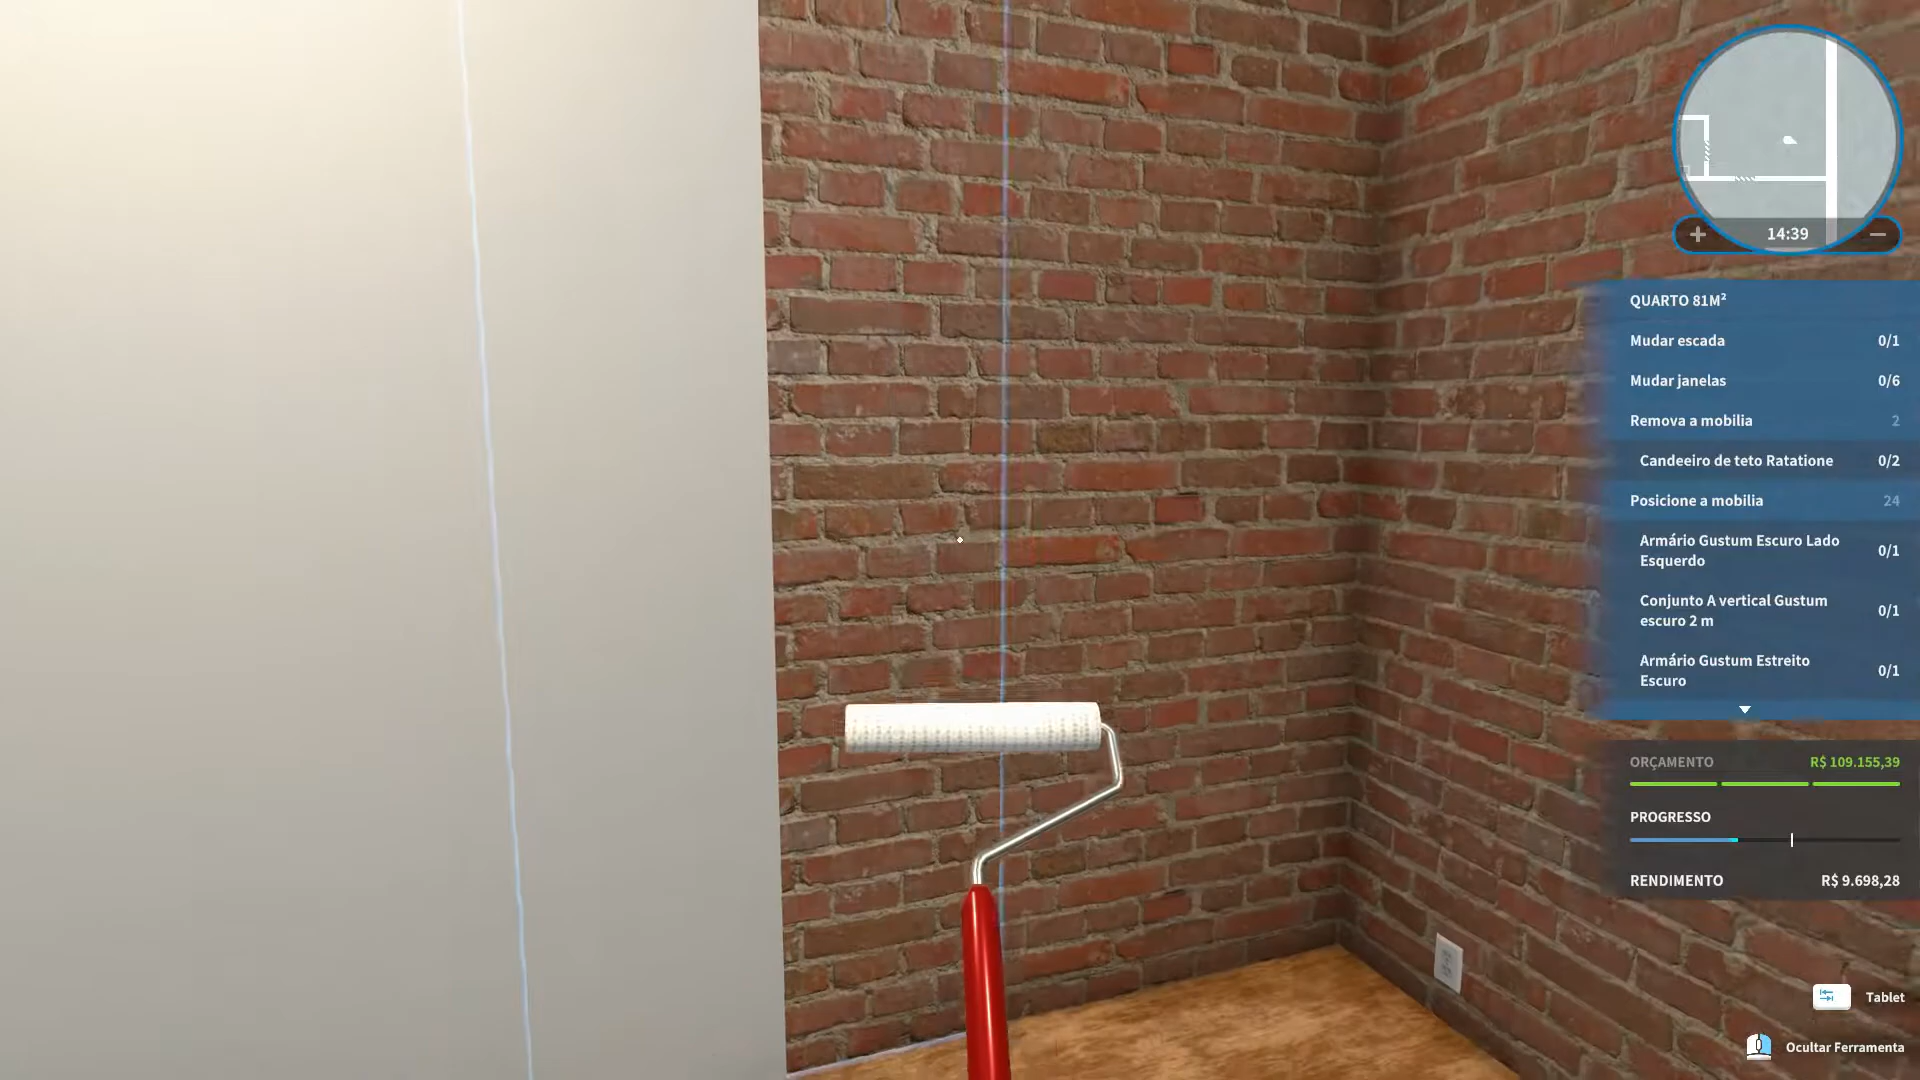 14:39
QUARTO 81M²
Mudar escada 0/1
Mudar janelas 0/6
Remova a mobilia 2
Candeeiro de teto Ratatione 0/2
Posicione a mobilia 24
Armário Gustum Escuro Lado
Esquerdo 0/1
Conjunto A vertical Gustum
escuro 2 m 0/1
Armário Gustum Estreito
Escuro 0/1
ORÇAMENTO R$ 109.155,39
PROGRESSO
RENDIMENTO R$ 9.698,28
Tablet
Ocultar Ferramenta